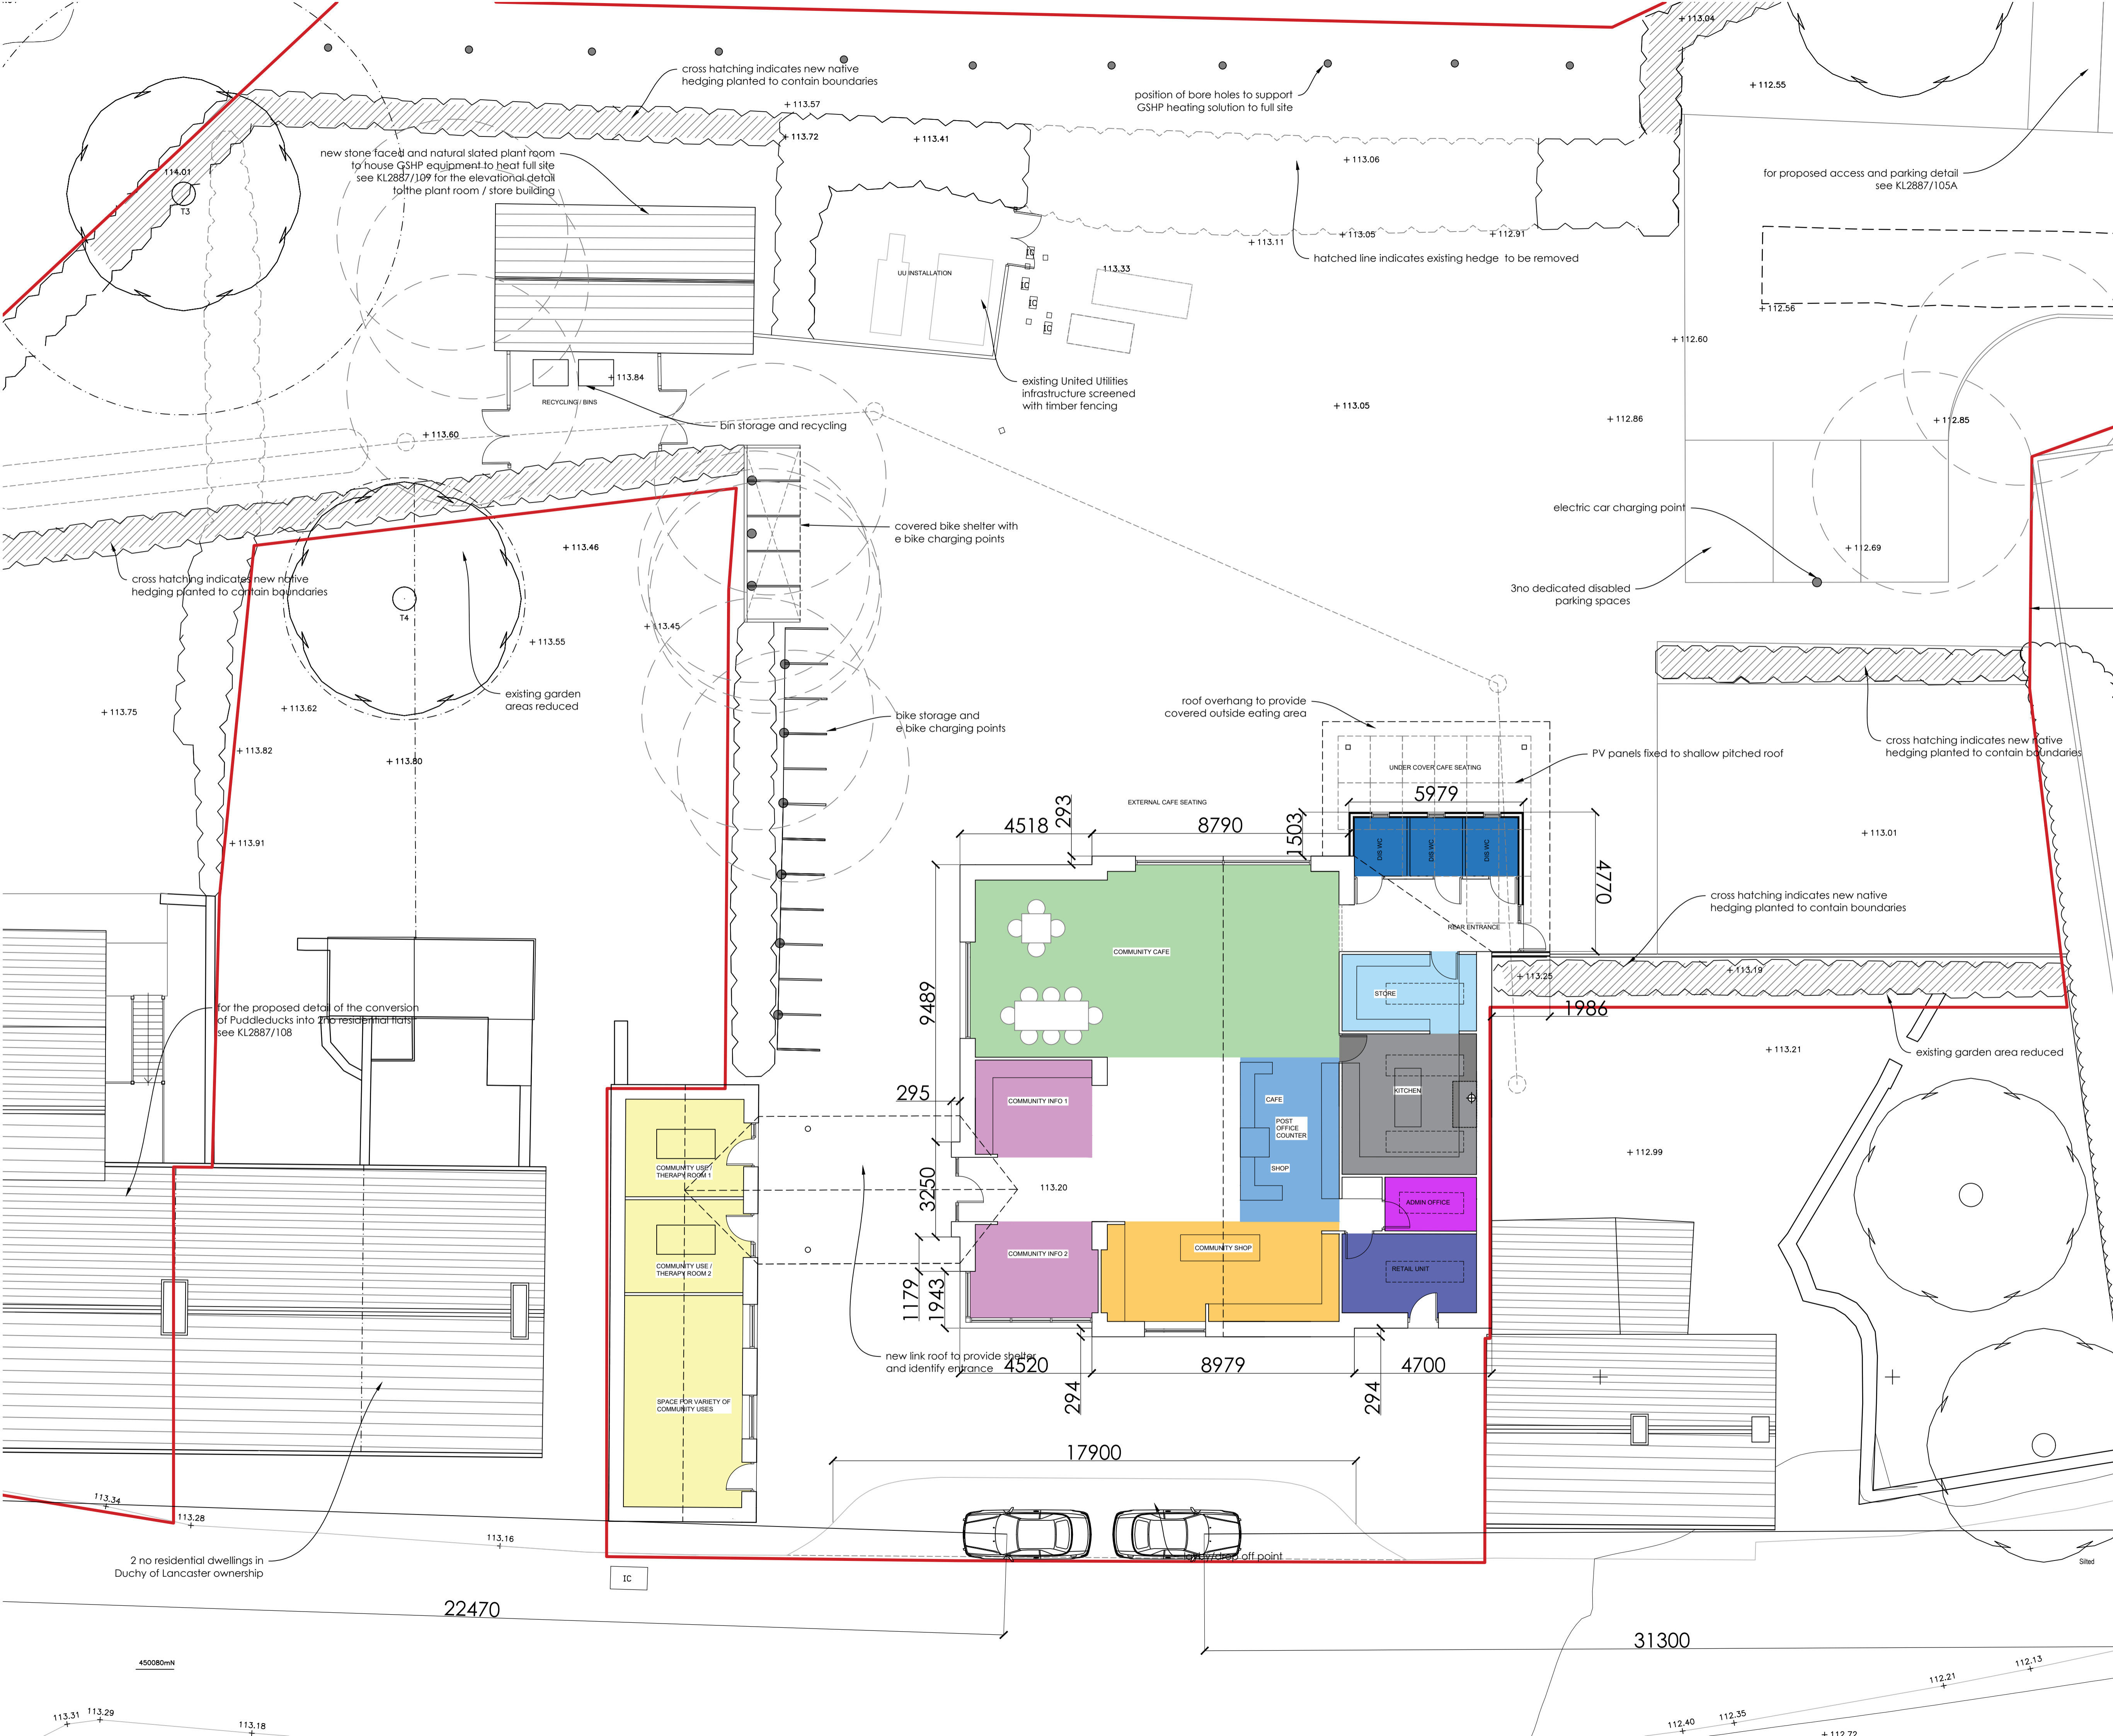 113.04
cross hatching indicates new native
hedging planted to contain boundaries
113.57
113.72
113.41
position of bore holes to support
GSHP heating solution to full site
112.55
113.06
new stone faced and natural slated plant room
to house GSHP equipment to heat full site
see KL2887/109 for the elevational detail
to the plant room / store building
114.01
T3
for proposed access and parking detail
see KL2887/105A
113.11
113.05
112.91
hatched line indicates existing hedge to be removed
UU INSTALLATION
IC
IC
IC
IC
113.33
112.56
112.60
113.84
RECYCLING / BINS
existing United Utilities
infrastructure screened
with timber fencing
bin storage and recycling
113.05
112.86
112.85
113.60
covered bike shelter with
e bike charging points
electric car charging point
112.69
113.46
cross hatching indicates new native
hedging planted to contain boundaries
T4
3no dedicated disabled
parking spaces
113.45
113.55
existing garden
areas reduced
113.75
113.62
113.82
113.80
bike storage and
e bike charging points
roof overhang to provide
covered outside eating area
PV panels fixed to shallow pitched roof
cross hatching indicates new native
hedging planted to contain boundaries
UNDER COVER CAFE SEATING
EXTERNAL CAFE SEATING
5979
4518
293
8790
1503
4770
113.91
113.01
DIS WC
DIS WC
DIS WC
cross hatching indicates new native
hedging planted to contain boundaries
REAR ENTRANCE
COMMUNITY CAFE
STORE
113.25
113.19
1986
9489
for the proposed detail of the conversion
of Puddleducks into 2no residential flats
see KL2887/108
existing garden area reduced
113.21
295
COMMUNITY INFO 1
CAFE
POST
OFFICE
COUNTER
SHOP
KITCHEN
112.99
COMMUNITY USE /
THERAPY ROOM 1
3250
113.20
ADMIN OFFICE
COMMUNITY USE /
THERAPY ROOM 2
COMMUNITY INFO 2
COMMUNITY SHOP
RETAIL UNIT
1179
1943
new link roof to provide shelter
and identify entrance
4520
8979
4700
294
294
SPACE FOR VARIETY OF
COMMUNITY USES
17900
113.34
113.28
113.16
2 no residential dwellings in
Duchy of Lancaster ownership
drop off point
IC
Silted
22470
31300
450080mN
113.31
113.29
113.18
112.40
112.35
112.21
112.13
112.72